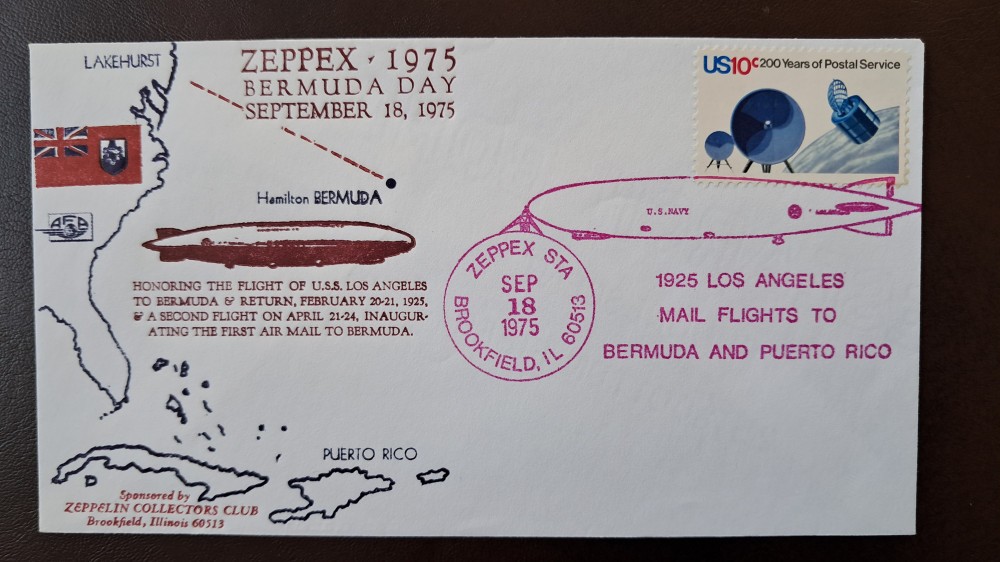 LAKEHURST
ZEPPEX - 1975
BERMUDA DAY
SEPTEMBER 18, 1975
US10c 200 Years of Postal Service
Hamilton BERMUDA
AFA
HONORING THE FLIGHT OF U.S.S. LOS ANGELES
TO BERMUDA & RETURN, FEBRUARY 20-21, 1925,
& A SECOND FLIGHT ON APRIL 21-24, INAUGUR-
ATING THE FIRST AIR MAIL TO BERMUDA.
U.S. NAVY
LOS ANGELES
ZEPPEX STA
SEP
18
1975
BROOKFIELD, IL 60513
1925 LOS ANGELES
MAIL FLIGHTS TO
BERMUDA AND PUERTO RICO
PUERTO RICO
Sponsored by
ZEPPELIN COLLECTORS CLUB
Brookfield, Illinois 60513